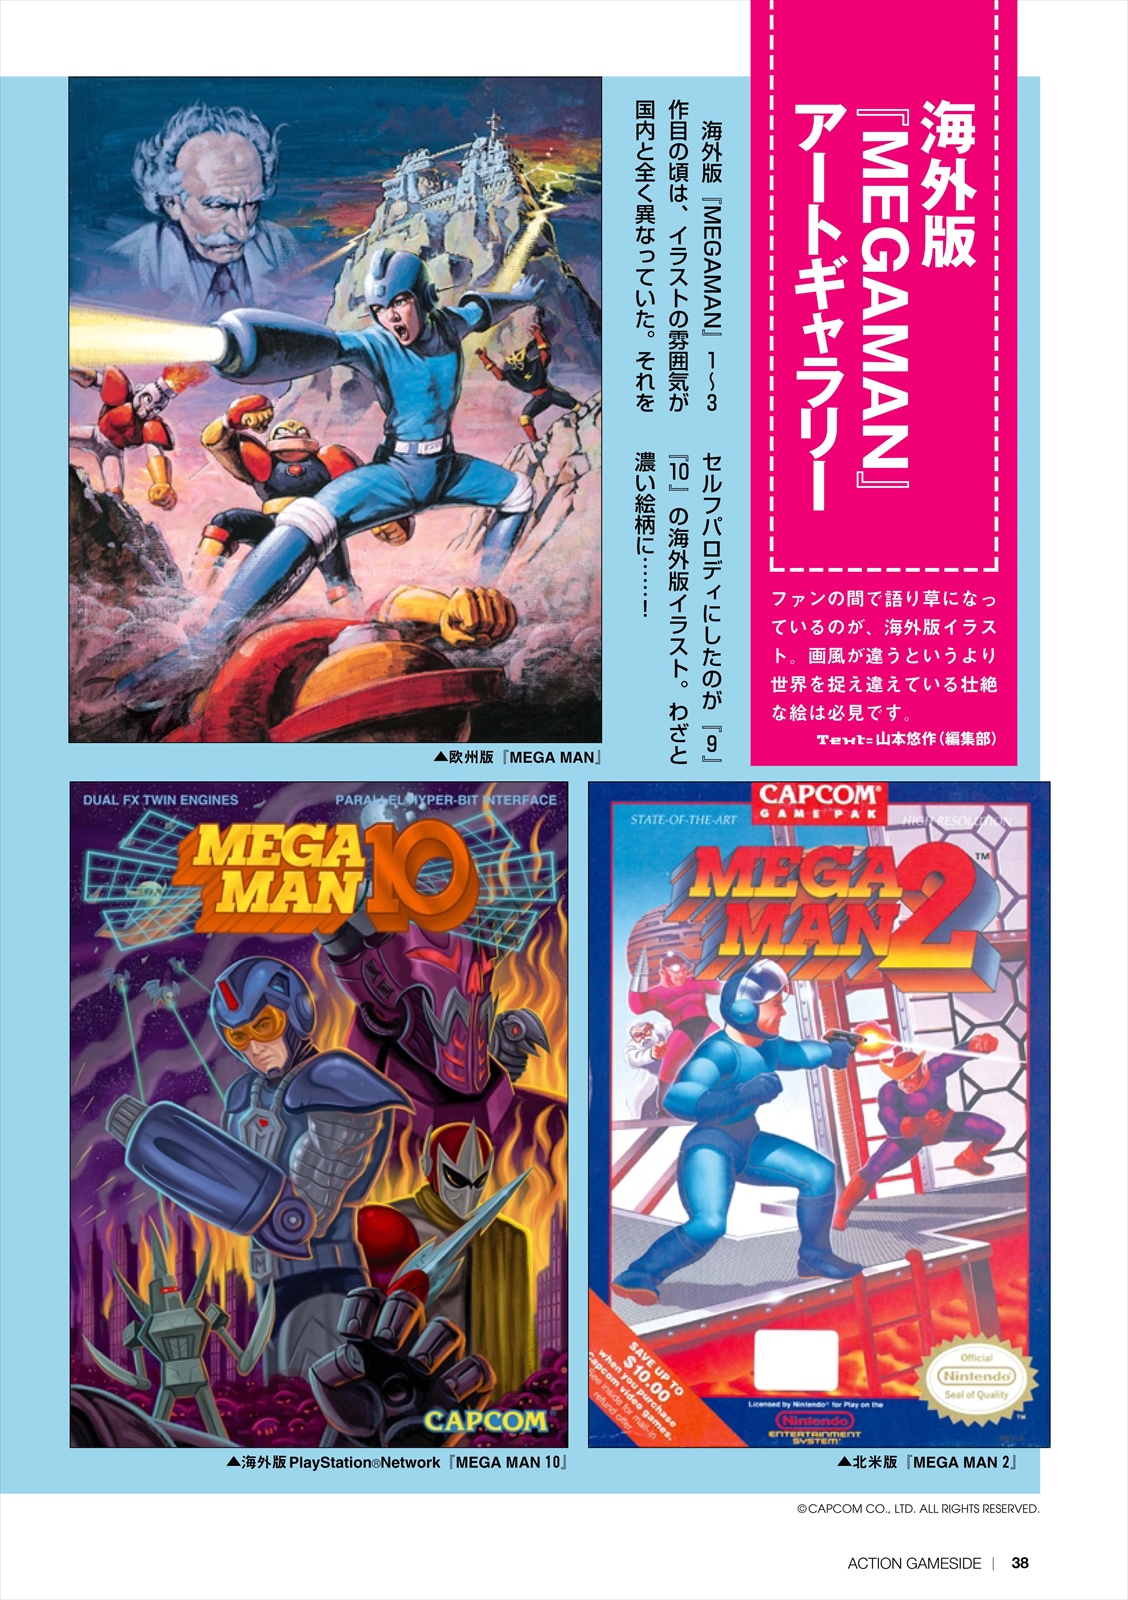 海外版
『MEGAMAN』
アートギャラリー
ファンの間で語り草になっ
ているのが、海外版イラス
ト。画風が違うというより
世界を捉え違えている壮絶
な絵は必見です。
Text=山本悠作（編集部）
海外版『MEGAMAN』1〜3
作目の頃は、イラストの雰囲気が
国内と全く異なっていた。それを
セルフパロディにしたのが『9』
『10』の海外版イラスト。わざと
濃い絵柄に……！
▲欧州版『MEGA MAN』
DUAL FX TWIN ENGINES
PARALLEL HYPER-BIT INTERFACE
MEGA
MAN 10
CAPCOM
▲海外版PlayStation®Network『MEGA MAN 10』
CAPCOM®
GAME PAK
STATE-OF-THE-ART
HIGH RESOLUTION
MEGA
MAN 2™
SAVE UP TO
$10.00
when you purchase
Capcom video games.
see inside for mail-in
refund offer
Licensed by Nintendo® for Play on the
Nintendo
ENTERTAINMENT
SYSTEM®
Official
Nintendo®
Seal of Quality
™
▲北米版『MEGA MAN 2』
©CAPCOM CO., LTD. ALL RIGHTS RESERVED.
ACTION GAMESIDE | 38